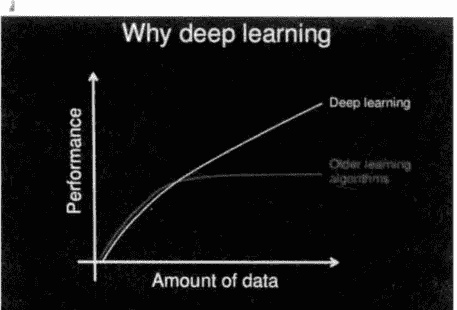 Why deep learning
Deep learning
Older learning
algorithms
Performance
Amount of data